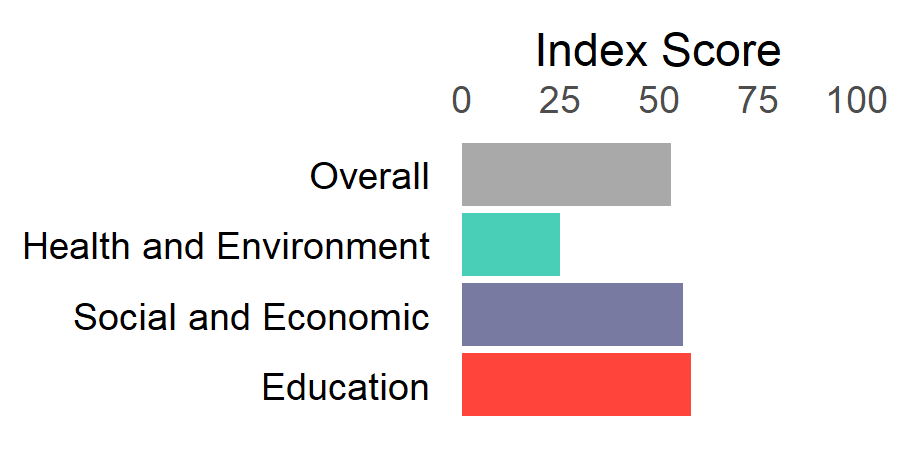 Index Score
0 25 50 75 100
Overall
Health and Environment
Social and Economic
Education